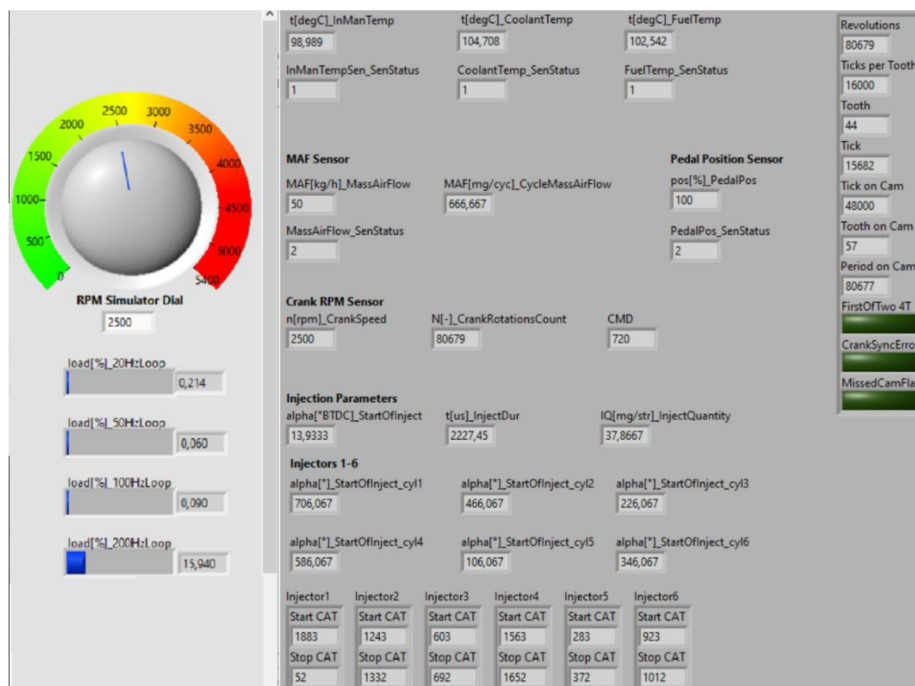 t[degC]_InManTemp t[degC]_CoolantTemp t[degC]_FuelTemp
98,989 104,708 102,542
InManTempSen_SenStatus CoolantTemp_SenStatus FuelTemp_SenStatus
1 1 1
MAF Sensor Pedal Position Sensor
MAF[kg/h]_MassAirFlow MAF[mg/cyc]_CycleMassAirFlow pos[%]_PedalPos
50 666,667 100
MassAirFlow_SenStatus PedalPos_SenStatus
2 2
Crank RPM Sensor
n[rpm]_CrankSpeed N[-]_CrankRotationsCount CMD
2500 80679 720
Injection Parameters
alpha[°BTDC]_StartOfInject t[us]_InjectDur IQ[mg/str]_InjectQuantity
13,9333 2227,45 37,8667
Injectors 1-6
alpha[°]_StartOfInject_cyl1 alpha[°]_StartOfInject_cyl2 alpha[°]_StartOfInject_cyl3
706,067 466,067 226,067
alpha[°]_StartOfInject_cyl4 alpha[°]_StartOfInject_cyl5 alpha[°]_StartOfInject_cyl6
586,067 106,067 346,067
Injector1 Injector2 Injector3 Injector4 Injector5 Injector6
Start CAT Start CAT Start CAT Start CAT Start CAT Start CAT
1883 1243 603 1563 283 923
Stop CAT Stop CAT Stop CAT Stop CAT Stop CAT Stop CAT
52 1332 692 1652 372 1012
0 500 1000 1500 2000 2500 3000 3500 4000 4500 5400
RPM Simulator Dial
2500
load[%]_20HzLoop
0,214
load[%]_50HzLoop
0,060
load[%]_100HzLoop
0,090
load[%]_200HzLoop
15,940
Revolutions
80679
Ticks per Tooth
16000
Tooth
44
Tick
15682
Tick on Cam
48000
Tooth on Cam
57
Period on Cam
80677
FirstOfTwo 4T
CrankSyncErro
MissedCamFla